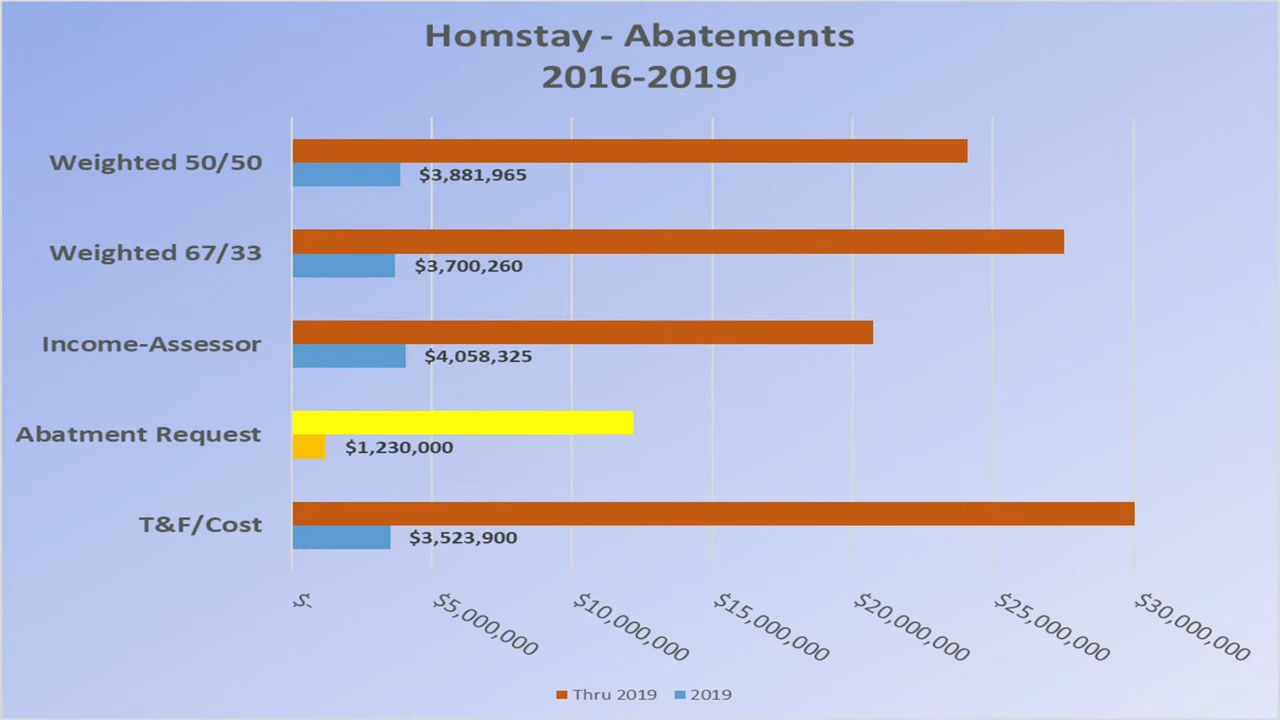 Homstay - Abatements
2016-2019
Weighted 50/50
$3,881,965
Weighted 67/33
$3,700,260
Income-Assessor
$4,058,325
Abatment Request
$1,230,000
T&F/Cost
$3,523,900
$-
$5,000,000
$10,000,000
$15,000,000
$20,000,000
$25,000,000
$30,000,000
Thru 2019
2019